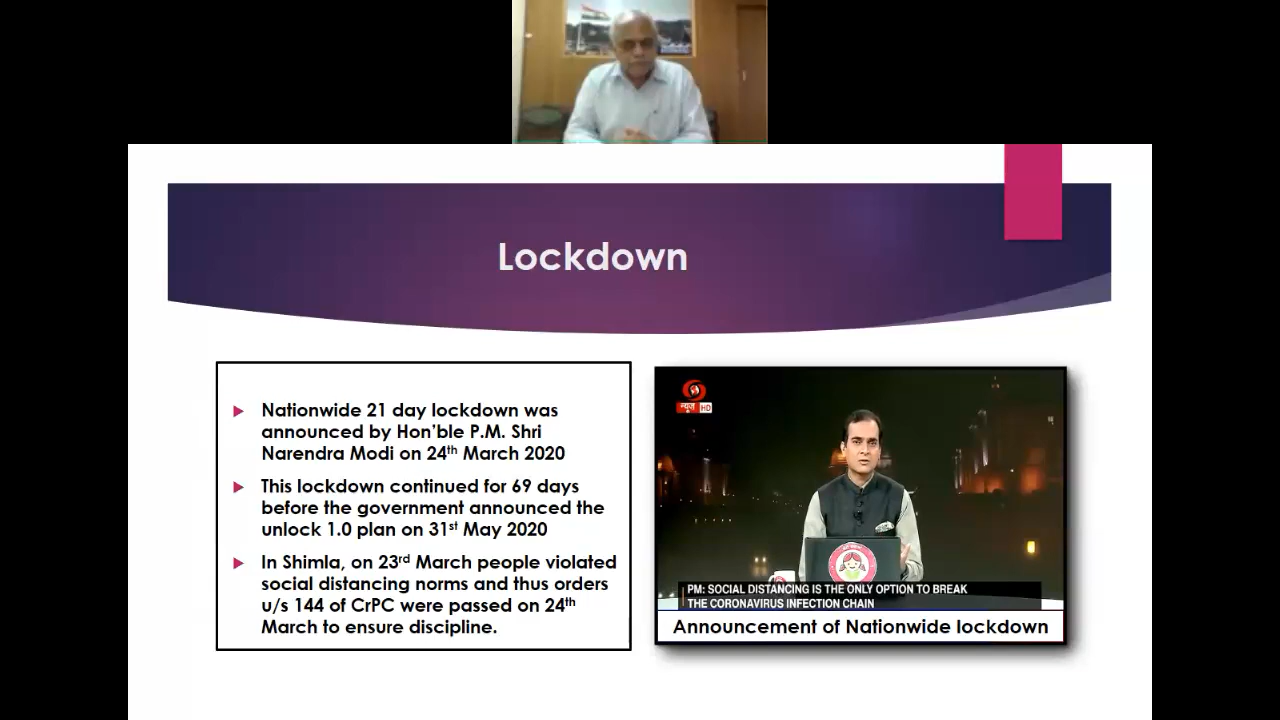 Lockdown
Nationwide 21 day lockdown was
announced by Hon'ble P.M. Shri
Narendra Modi on 24th March 2020
This lockdown continued for 69 days
before the government announced the
unlock 1.0 plan on 31st May 2020
In Shimla, on 23rd March people violated
social distancing norms and thus orders
u/s 144 of CrPC were passed on 24th
March to ensure discipline.
न्यूज़ HD
PM: SOCIAL DISTANCING IS THE ONLY OPTION TO BREAK
THE CORONAVIRUS INFECTION CHAIN
Announcement of Nationwide lockdown